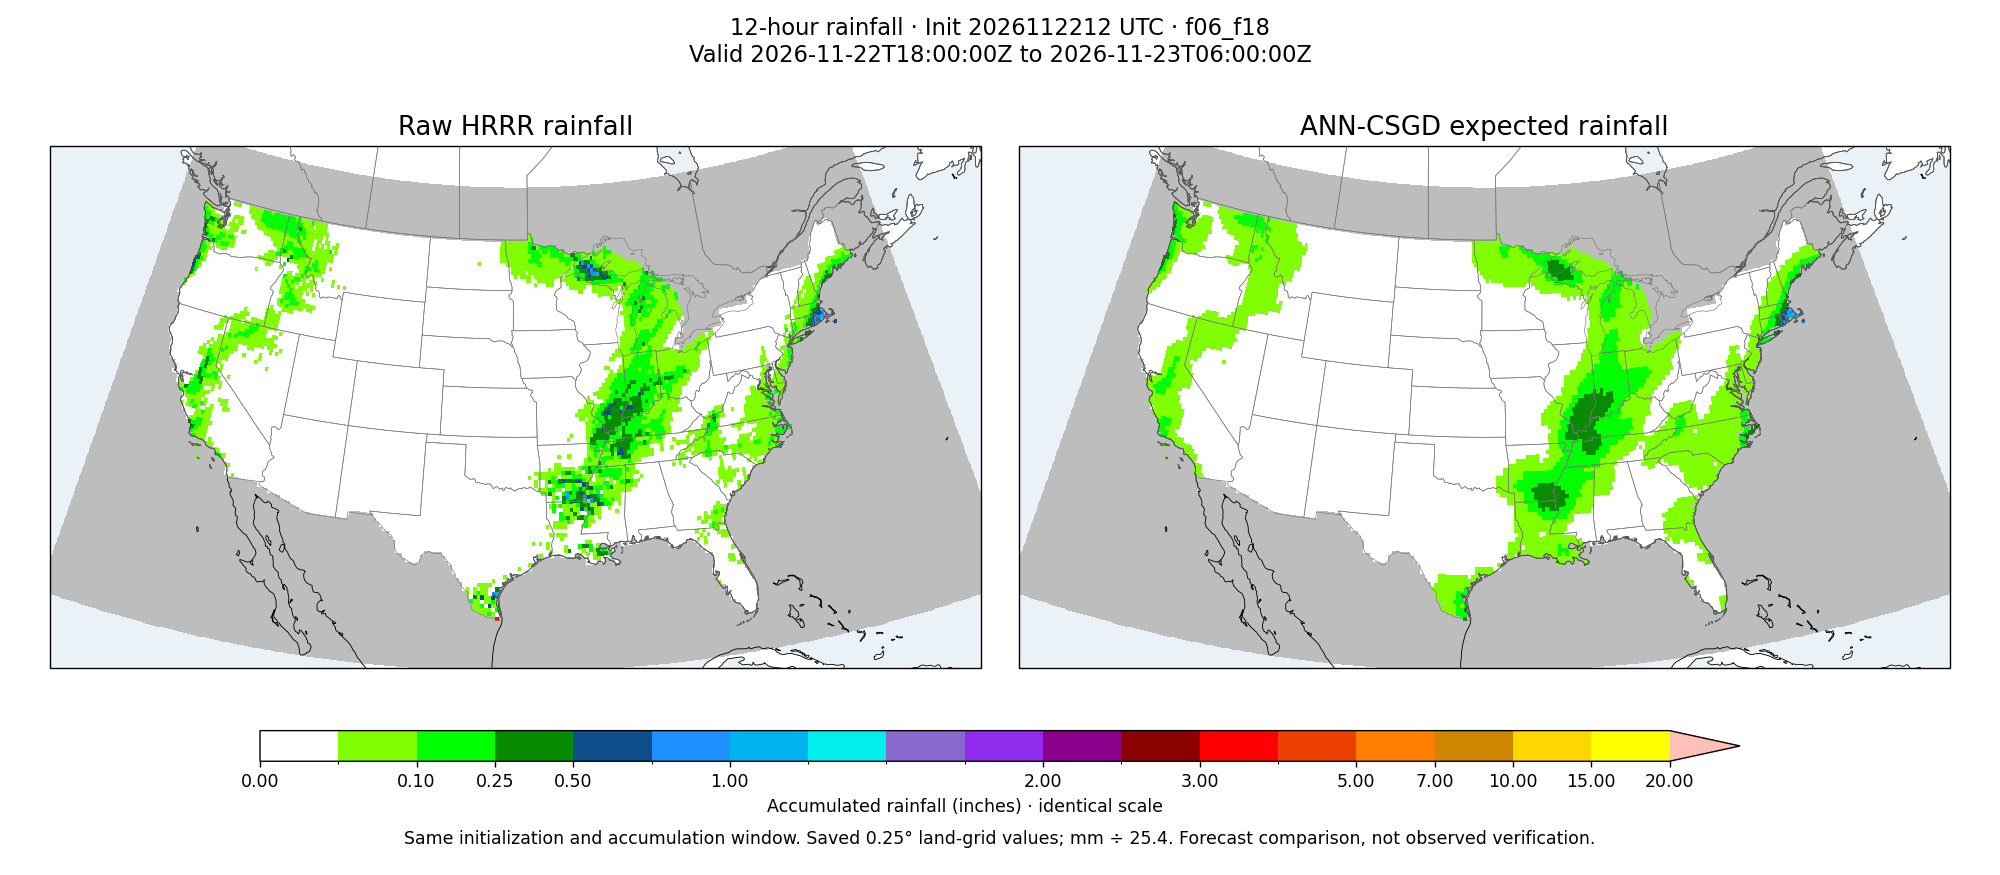 12-hour rainfall · Init 2026112212 UTC · f06_f18
Valid 2026-11-22T18:00:00Z to 2026-11-23T06:00:00Z
Raw HRRR rainfall
ANN-CSGD expected rainfall
0.00 0.10 0.25 0.50 1.00 2.00 3.00 5.00 7.00 10.00 15.00 20.00
Accumulated rainfall (inches) · identical scale
Same initialization and accumulation window. Saved 0.25° land-grid values; mm ÷ 25.4. Forecast comparison, not observed verification.